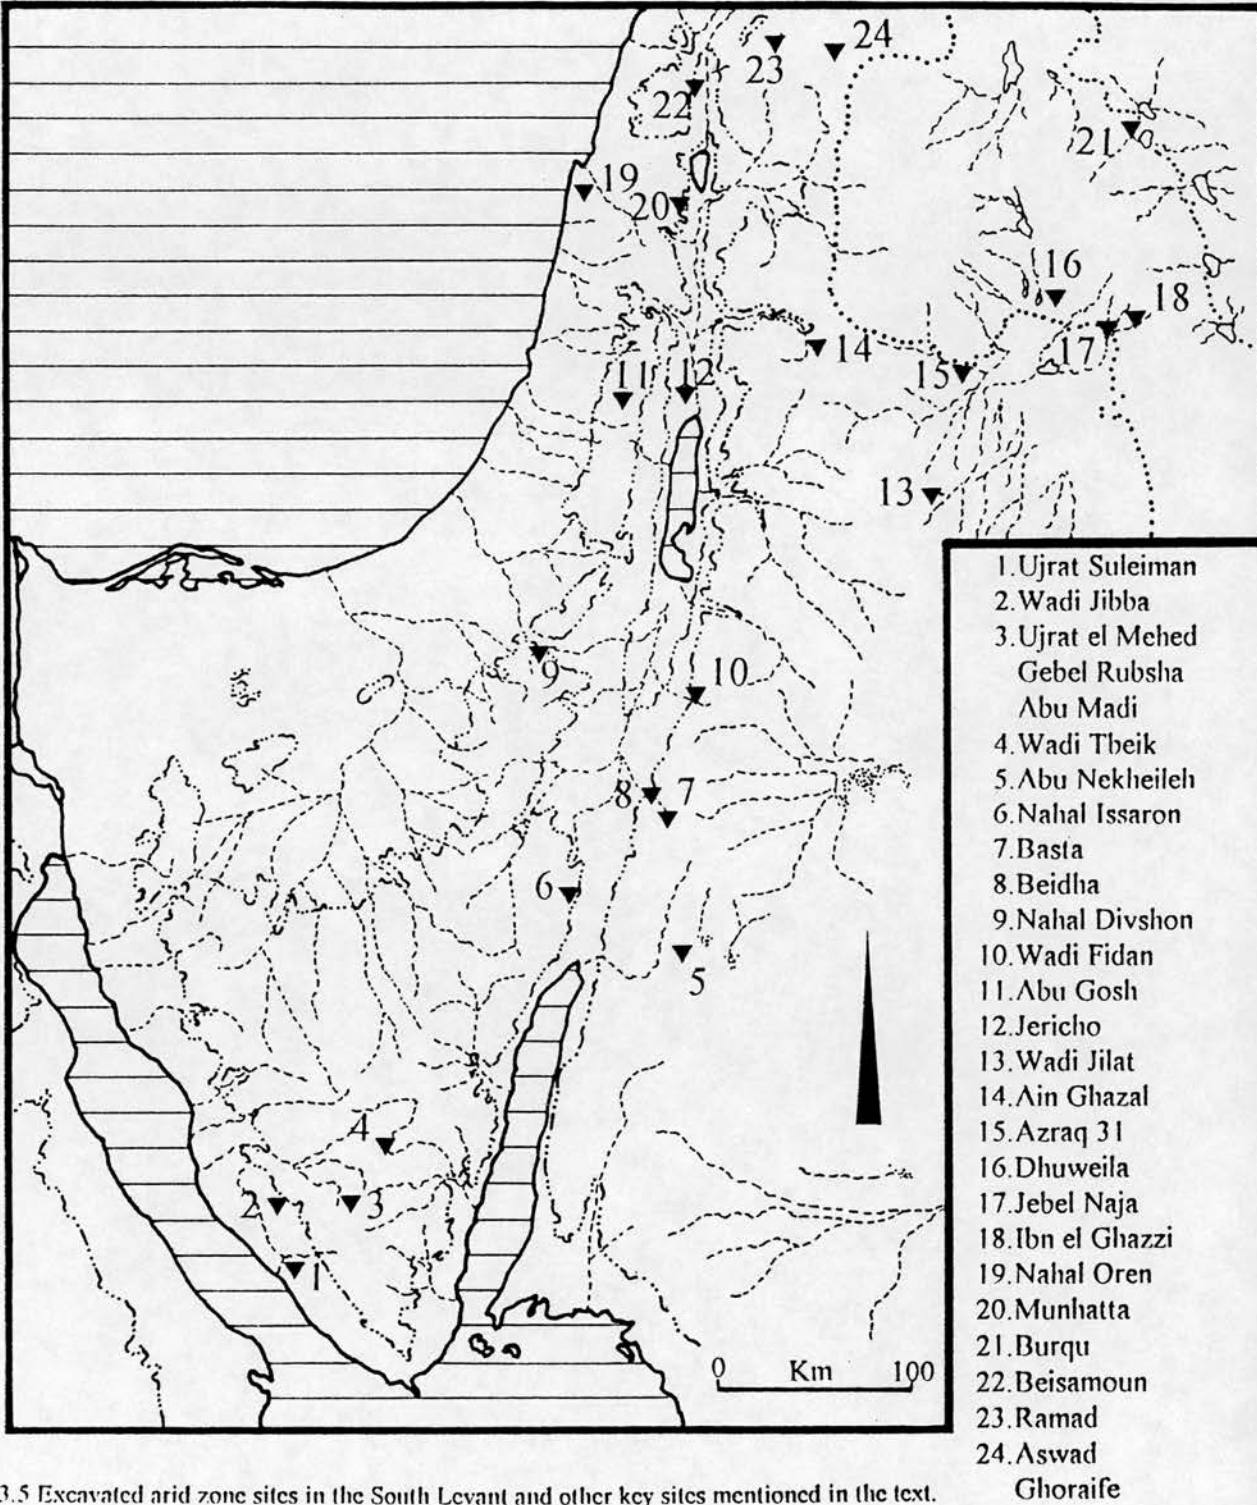 24
23
22
21
19
20
16
18
17
14
15
11
12
13
9
10
8
7
6
5
4
2
3
1
0 Km 100
1.Ujrat Suleiman
2.Wadi Jibba
3.Ujrat el Mehed
Gebel Rubsha
Abu Madi
4.Wadi Tbeik
5.Abu Nekheileh
6.Nahal Issaron
7.Basta
8.Beidha
9.Nahal Divshon
10.Wadi Fidan
11.Abu Gosh
12.Jericho
13.Wadi Jilat
14.Ain Ghazal
15.Azraq 31
16.Dhuweila
17.Jebel Naja
18.Ibn el Ghazzi
19.Nahal Oren
20.Munhatta
21.Burqu
22.Beisamoun
23.Ramad
24.Aswad
Ghoraife
3.5 Excavated arid zone sites in the South Levant and other key sites mentioned in the text.